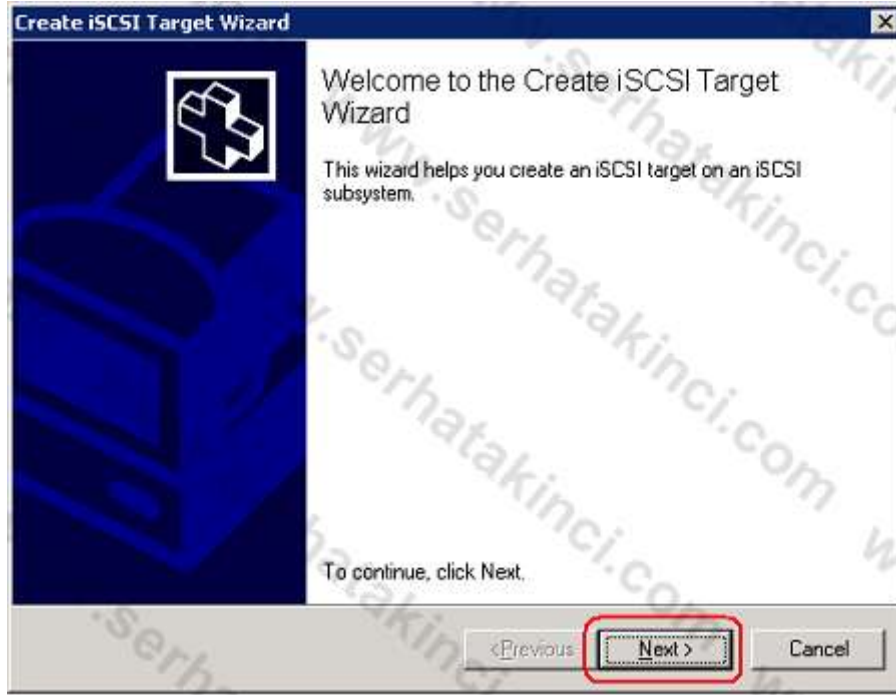 Create iSCSI Target Wizard
Welcome to the Create iSCSI Target
Wizard
This wizard helps you create an iSCSI target on an iSCSI
subsystem.
To continue, click Next.
<Previous
Next >
Cancel
www.serhatakinci.com